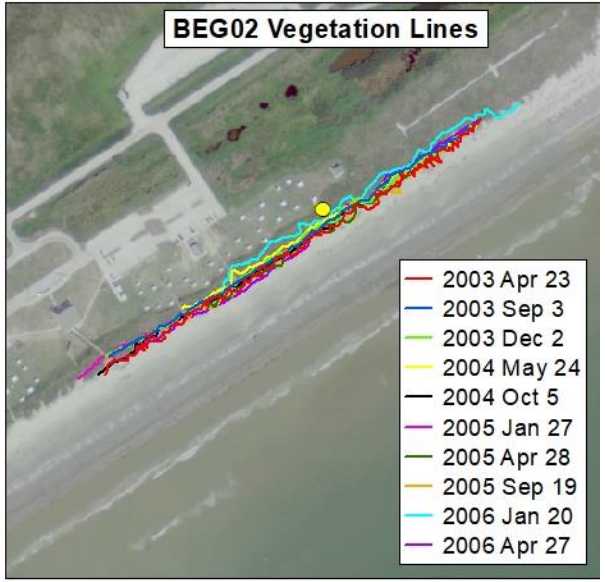 BEG02 Vegetation Lines
2003 Apr 23
2003 Sep 3
2003 Dec 2
2004 May 24
2004 Oct 5
2005 Jan 27
2005 Apr 28
2005 Sep 19
2006 Jan 20
2006 Apr 27